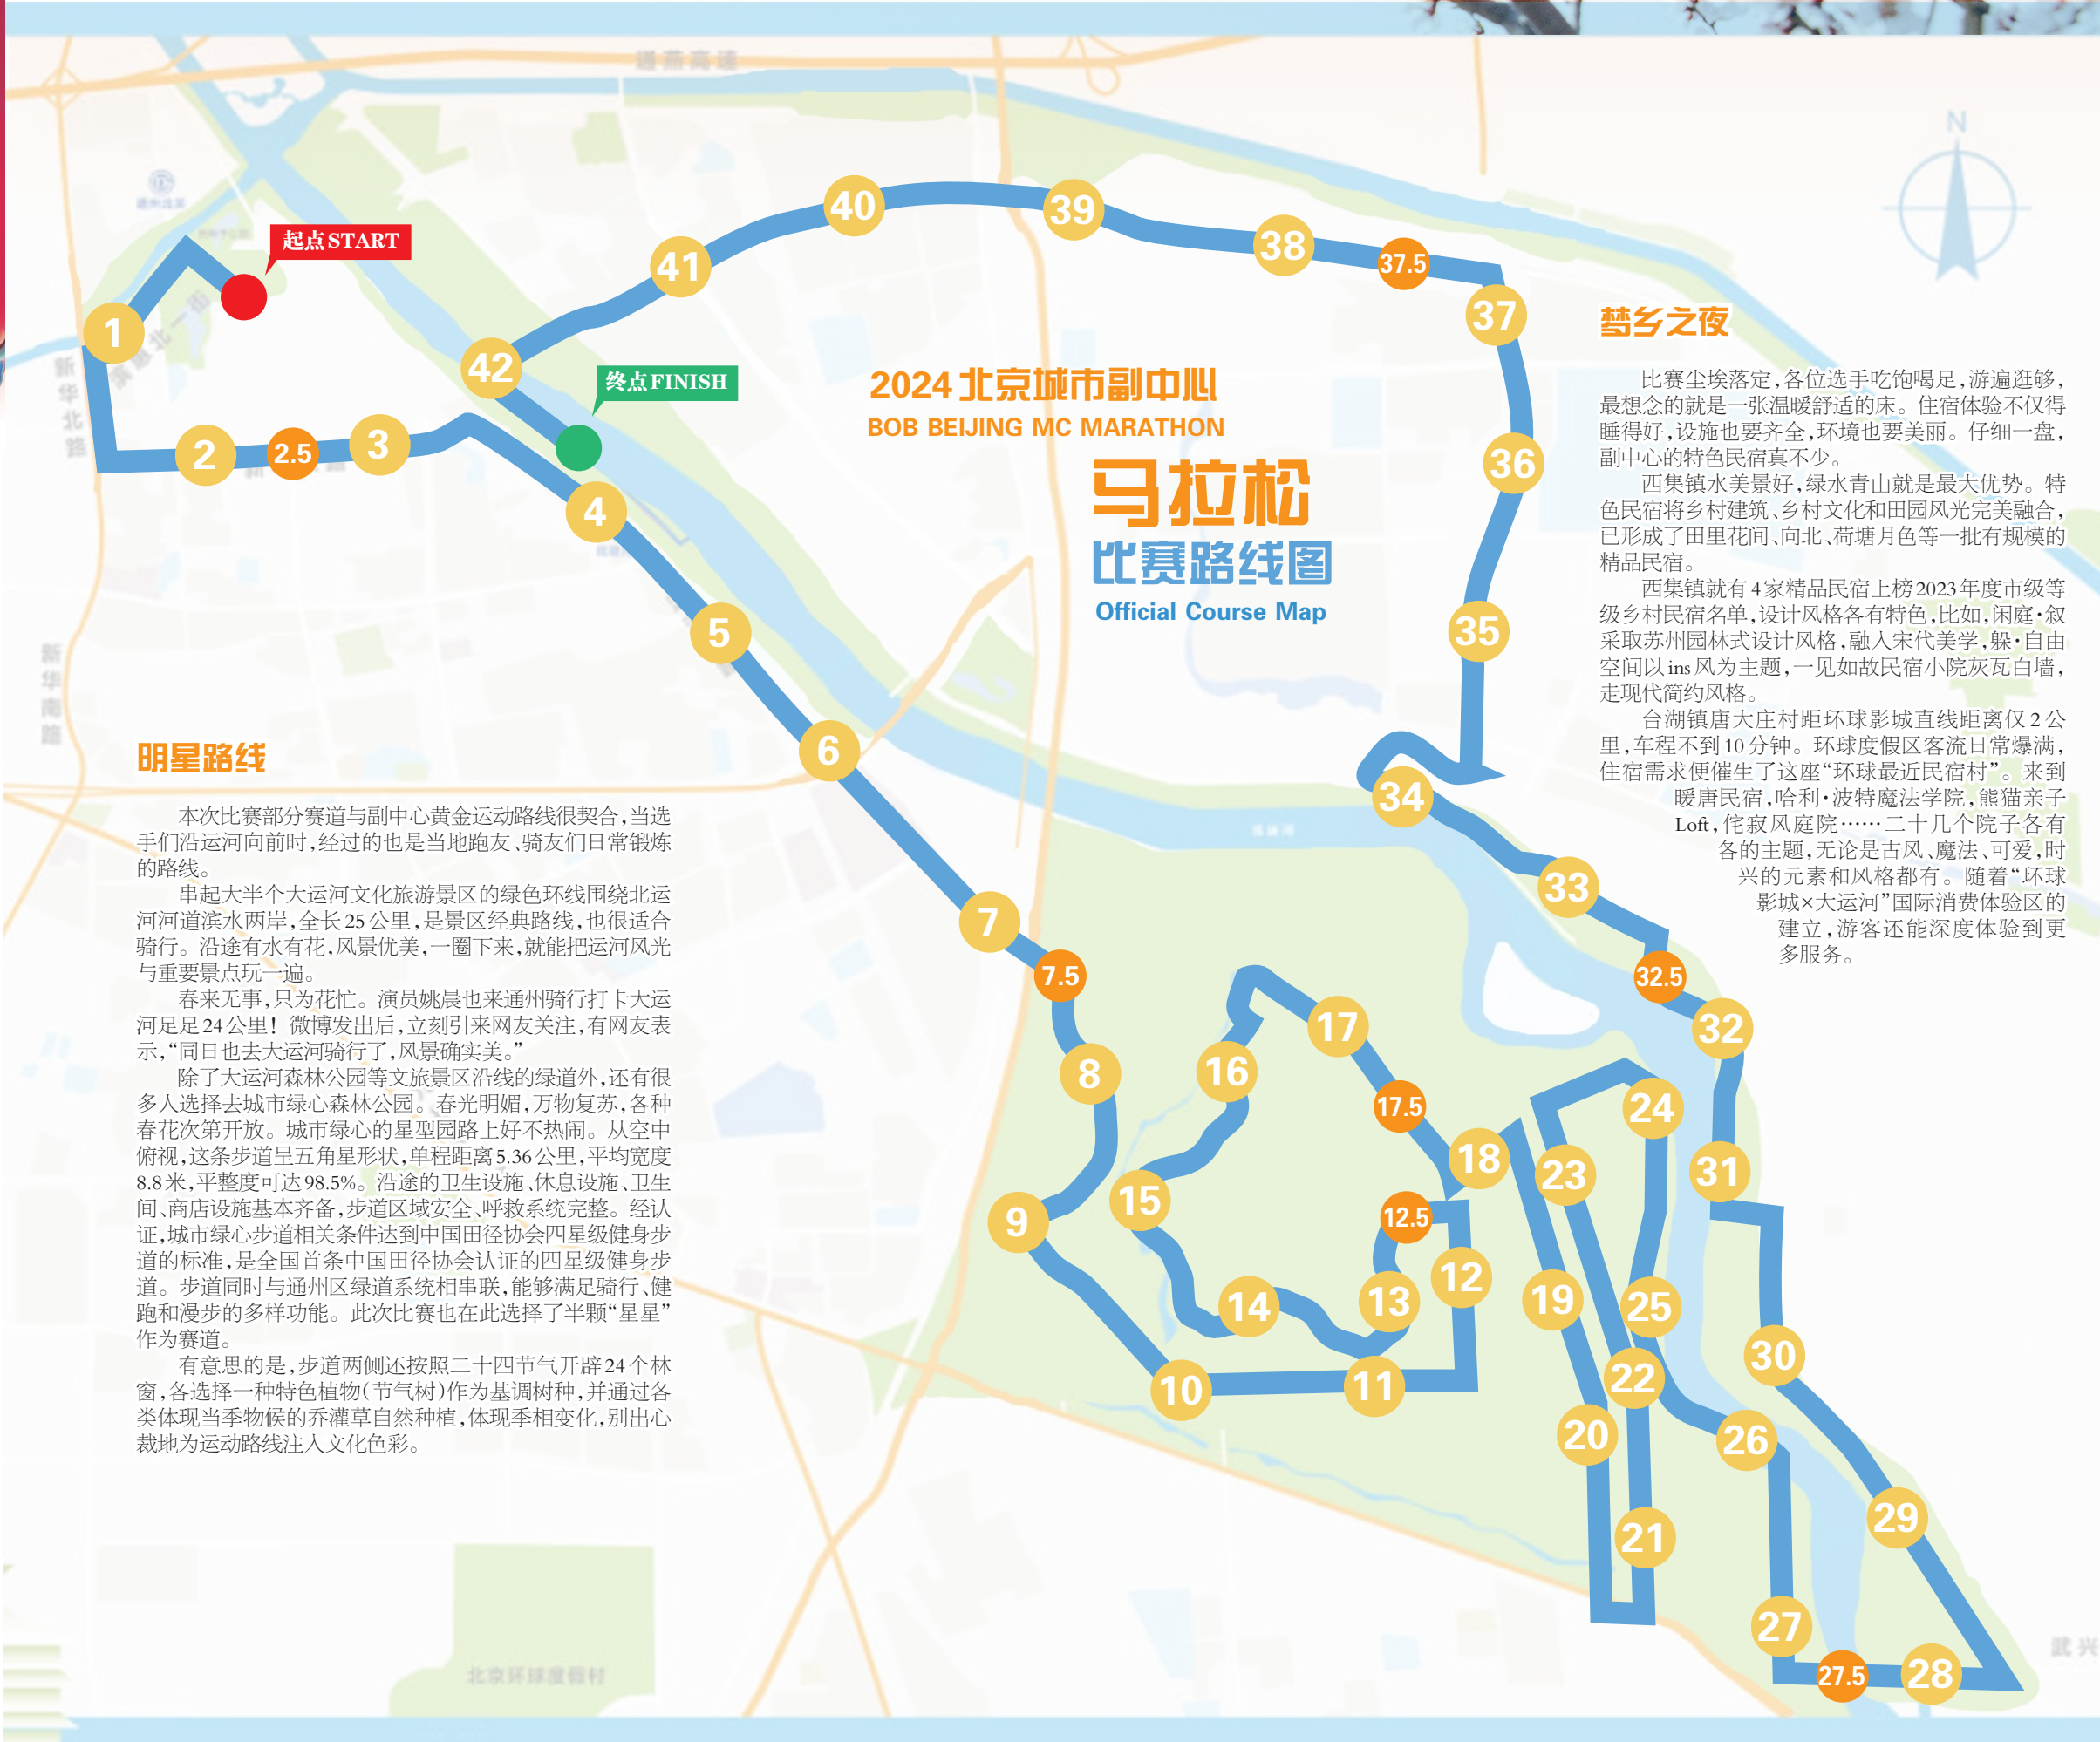 通燕高速
N
通州北关
起点START
滨惠北一街
新华北路
终点FINISH
新华南路
2024北京城市副中心
BOB BEIJING MC MARATHON
马拉松
比赛路线图
Official Course Map
1
2
2.5
3
4
5
6
7
7.5
8
9
10
11
12
12.5
13
14
15
16
17
17.5
18
19
20
21
22
23
24
25
26
27
27.5
28
29
30
31
32
32.5
33
34
35
36
37
37.5
38
39
40
41
42
北京环球度假村
武兴
明星路线
本次比赛部分赛道与副中心黄金运动路线很契合,当选
手们沿运河向前时,经过的也是当地跑友、骑友们日常锻炼
的路线。
串起大半个大运河文化旅游景区的绿色环线围绕北运
河河道滨水两岸,全长25公里,是景区经典路线,也很适合
骑行。沿途有水有花,风景优美,一圈下来,就能把运河风光
与重要景点玩一遍。
春来无事,只为花忙。演员姚晨也来通州骑行打卡大运
河足足24公里!微博发出后,立刻引来网友关注,有网友表
示,“同日也去大运河骑行了,风景确实美。”
除了大运河森林公园等文旅景区沿线的绿道外,还有很
多人选择去城市绿心森林公园。春光明媚,万物复苏,各种
春花次第开放。城市绿心的星型园路上好不热闹。从空中
俯视,这条步道呈五角星形状,单程距离5.36公里,平均宽度
8.8米,平整度可达98.5%。沿途的卫生设施、休息设施、卫生
间、商店设施基本齐备,步道区域安全、呼救系统完整。经认
证,城市绿心步道相关条件达到中国田径协会四星级健身步
道的标准,是全国首条中国田径协会认证的四星级健身步
道。步道同时与通州区绿道系统相串联,能够满足骑行、健
跑和漫步的多样功能。此次比赛也在此选择了半颗“星星”
作为赛道。
有意思的是,步道两侧还按照二十四节气开辟24个林
窗,各选择一种特色植物(节气树)作为基调树种,并通过各
类体现当季物候的乔灌草自然种植,体现季相变化,别出心
裁地为运动路线注入文化色彩。
梦乡之夜
比赛尘埃落定,各位选手吃饱喝足,游遍逛够,
最想念的就是一张温暖舒适的床。住宿体验不仅得
睡得好,设施也要齐全,环境也要美丽。仔细一盘,
副中心的特色民宿真不少。
西集镇水美景好,绿水青山就是最大优势。特
色民宿将乡村建筑、乡村文化和田园风光完美融合,
已形成了田里花间、向北、荷塘月色等一批有规模的
精品民宿。
西集镇就有4家精品民宿上榜2023年度市级等
级乡村民宿名单,设计风格各有特色,比如,闲庭·叙
采取苏州园林式设计风格,融入宋代美学,躲·自由
空间以ins风为主题,一见如故民宿小院灰瓦白墙,
走现代简约风格。
台湖镇唐大庄村距环球影城直线距离仅2公
里,车程不到10分钟。环球度假区客流日常爆满,
住宿需求便催生了这座“环球最近民宿村”。来到
暖唐民宿,哈利·波特魔法学院,熊猫亲子
Loft,侘寂风庭院……二十几个院子各有
各的主题,无论是古风、魔法、可爱,时
兴的元素和风格都有。随着“环球
影城×大运河”国际消费体验区的
建立,游客还能深度体验到更
多服务。